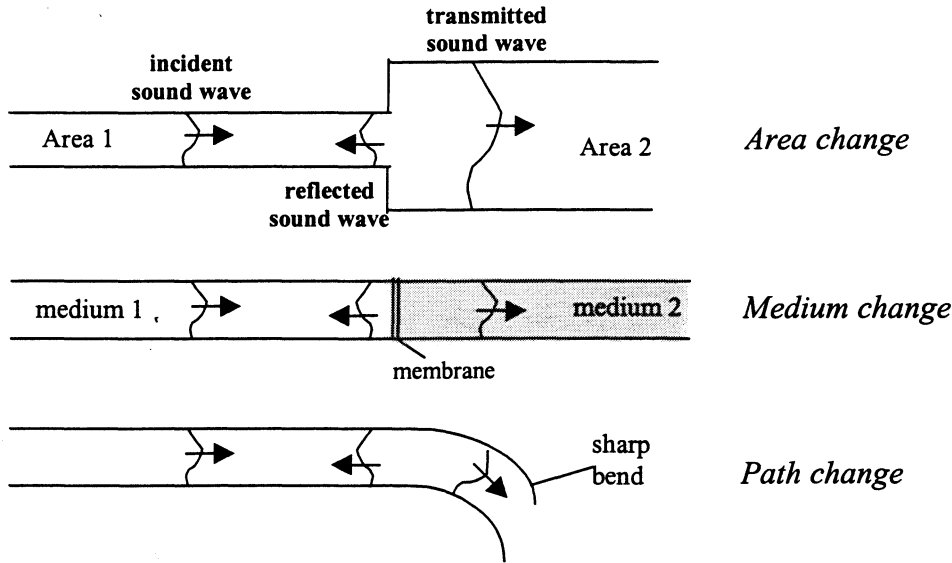 transmitted
sound wave
incident
sound wave
Area 1
Area 2
Area change
reflected
sound wave
medium 1
medium 2
Medium change
membrane
sharp
bend
Path change